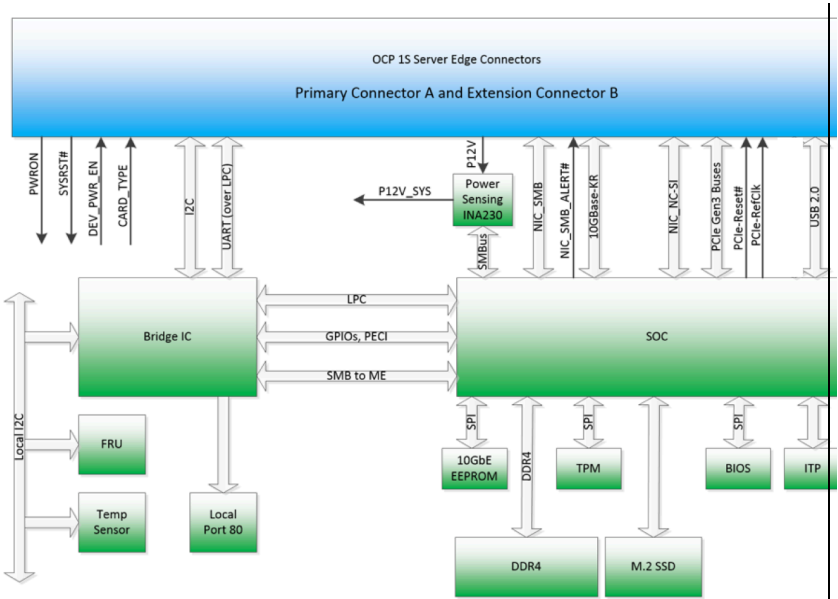 OCP 1S Server Edge Connectors
Primary Connector A and Extension Connector B
PWRON
SYSRST#
DEV_PWR_EN
CARD_TYPE
I2C
UART (over LPC)
P12V
P12V_SYS
Power
Sensing
INA230
SMBus
NIC_SMB
NIC_SMB_ALERT#
10GBase-KR
NIC_NC-SI
PCIe Gen3 Buses
PCIe-Reset#
PCIe-RefClk
USB 2.0
Bridge IC
LPC
GPIOs, PECI
SMB to ME
SOC
Local I2C
FRU
Temp
Sensor
Local
Port 80
SPI
10GbE
EEPROM
DDR4
SPI
TPM
SPI
BIOS
ITP
DDR4
M.2 SSD